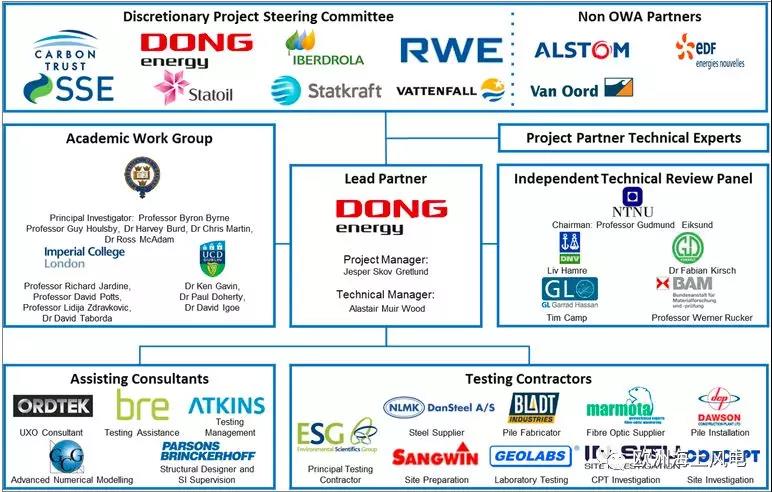 Discretionary Project Steering Committee
Non OWA Partners
CARBON
TRUST
DONG
energy
IBERDROLA
RWE
ALSTOM
edF
energies nouvelles
SSE
Statoil
Statkraft
VATTENFALL
Van Oord
Academic Work Group
Project Partner Technical Experts
Principal Investigator: Professor Byron Byrne
Professor Guy Houlsby, Dr Harvey Burd, Dr Chris Martin,
Dr Ross McAdam
Imperial College
London
UCD
DUBLIN
Professor Richard Jardine,
Professor David Potts,
Professor Lidija Zdravkovic,
Dr David Taborda
Dr Ken Gavin,
Dr Paul Doherty,
Dr David Igoe
Lead Partner
DONG
energy
Project Manager:
Jesper Skov Gretlund
Technical Manager:
Alastair Muir Wood
Independent Technical Review Panel
NTNU
Chairman: Professor Gudmund Eiksund
DNV
Liv Hamre
Dr Fabian Kirsch
GL
GL Garrad Hassan
Tim Camp
BAM
Bundesanstalt für
Materialforschung
und -prüfung
Professor Werner Rucker
Assisting Consultants
ORDTEK
UXO Consultant
bre
Testing Assistance
ATKINS
Testing
Management
GCG
Advanced Numerical Modelling
PARSONS
BRINCKERHOFF
Structural Designer and
SI Supervision
Testing Contractors
ESG
Environmental Scientifics Group
Principal Testing
Contractor
NLMK DanSteel A/S
Steel Supplier
BLADT
INDUSTRIES
Pile Fabricator
marmota
Fibre Optic Supplier
dcp
DAWSON
CONSTRUCTION PLANT LTD
Pile Installation
SANGWIN
Site Preparation
GEOLABS
Laboratory Testing
IN SITU
SITE INVESTIGATION
CPT Investigation
CONCEPT
Site Investigation
欧洲海上风电